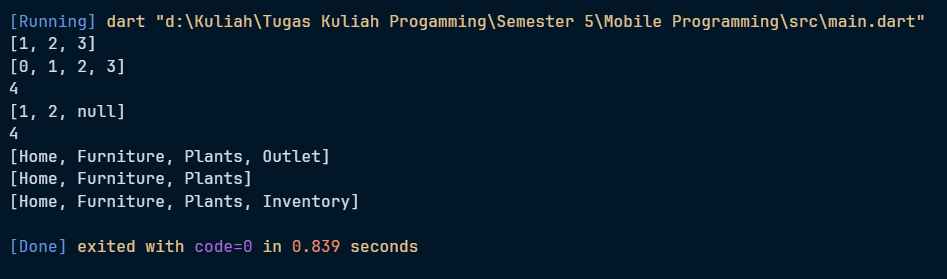 [Running] dart "d:\Kuliah\Tugas Kuliah Progamming\Semester 5\Mobile Programming\src\main.dart"
[1, 2, 3]
[0, 1, 2, 3]
4
[1, 2, null]
4
[Home, Furniture, Plants, Outlet]
[Home, Furniture, Plants]
[Home, Furniture, Plants, Inventory]
[Done] exited with code=0 in 0.839 seconds